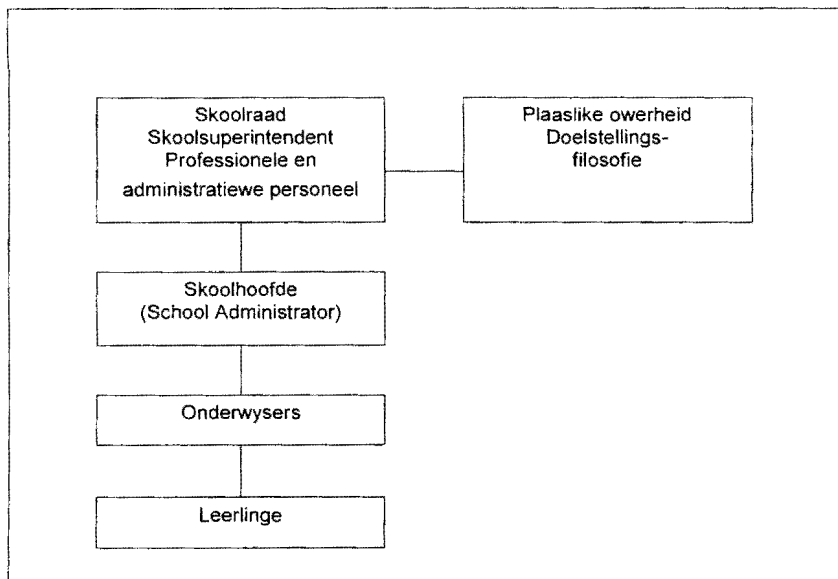 Skoolraad
Skoolsuperintendent
Professionele en
administratiewe personeel
Plaaslike owerheid
Doelstellings-
filosofie
Skoolhoofde
(School Administrator)
Onderwysers
Leerlinge